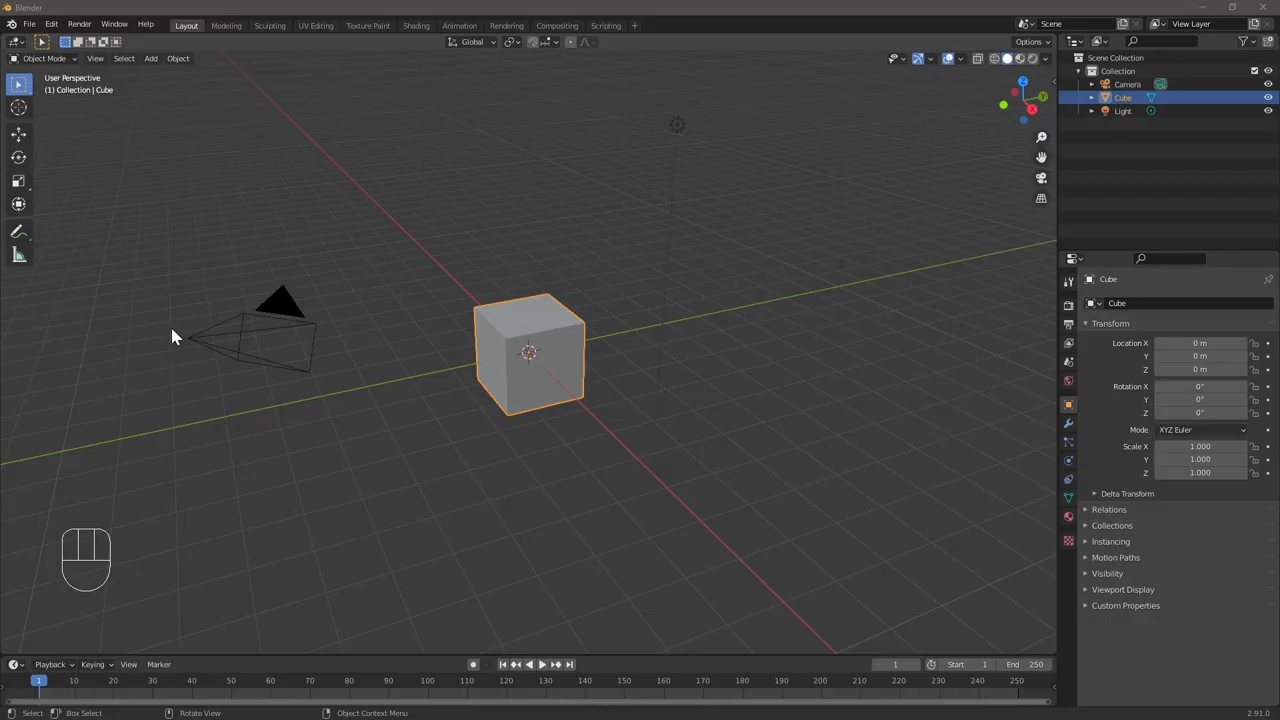 Blender
File Edit Render Window Help Layout Modeling Sculpting UV Editing Texture Paint Shading Animation Rendering Compositing Scripting + Scene View Layer
Global Options
Object Mode View Select Add Object
User Perspective
(1) Collection | Cube
Z
Y
X
Scene Collection
Collection
Camera
Cube
Light
Cube
Cube
Transform
Location X 0 m
Y 0 m
Z 0 m
Rotation X 0°
Y 0°
Z 0°
Mode XYZ Euler
Scale X 1.000
Y 1.000
Z 1.000
Delta Transform
Relations
Collections
Instancing
Motion Paths
Visibility
Viewport Display
Custom Properties
Playback Keying View Marker 1 Start 1 End 250
1 10 20 30 40 50 60 70 80 90 100 110 120 130 140 150 160 170 180 190 200 210 220 230 240 250
Select Box Select Rotate View Object Context Menu 2.91.0